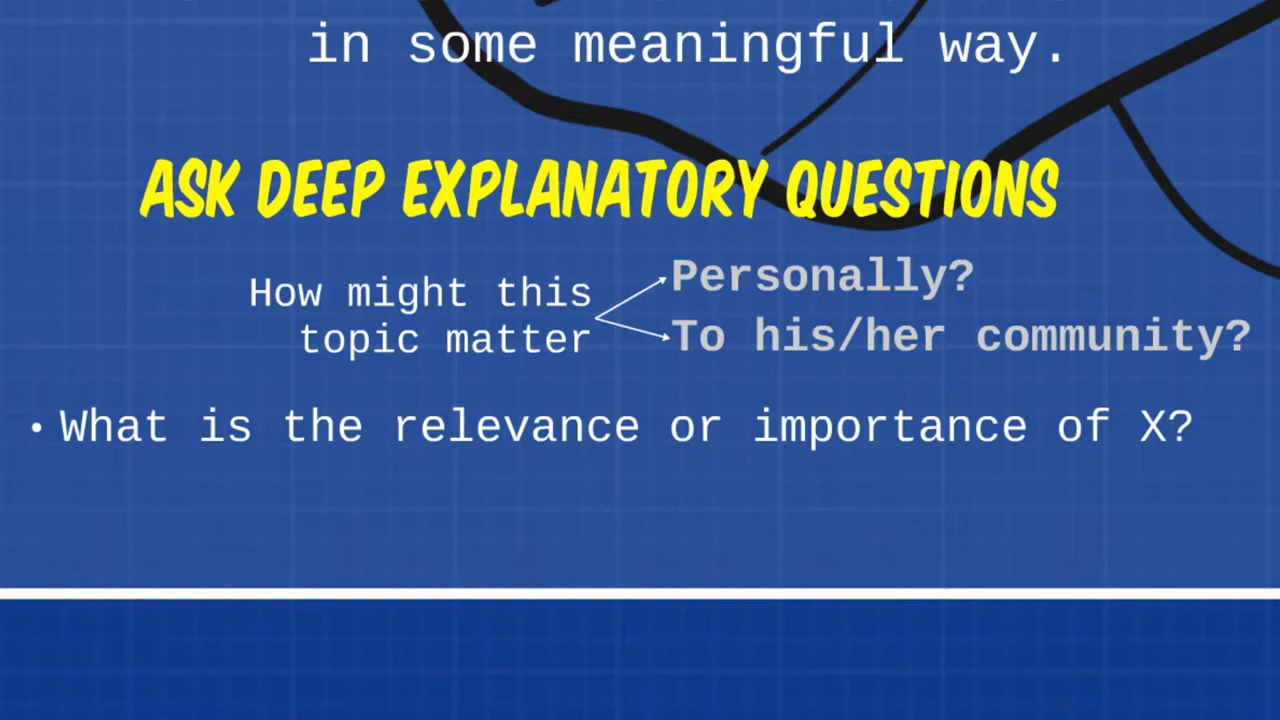 in some meaningful way.
ASK DEEP EXPLANATORY QUESTIONS
How might this
topic matter
Personally?
To his/her community?
• What is the relevance or importance of X?